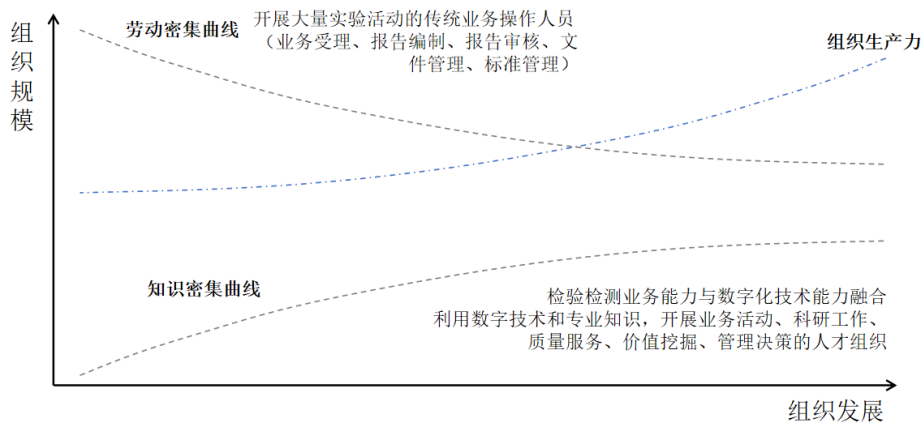 组织规模
劳动密集曲线
开展大量实验活动的传统业务操作人员
（业务受理、报告编制、报告审核、文
件管理、标准管理）
组织生产力
知识密集曲线
检验检测业务能力与数字化技术能力融合
利用数字技术和专业知识，开展业务活动、科研工作、
质量服务、价值挖掘、管理决策的人才组织
组织发展